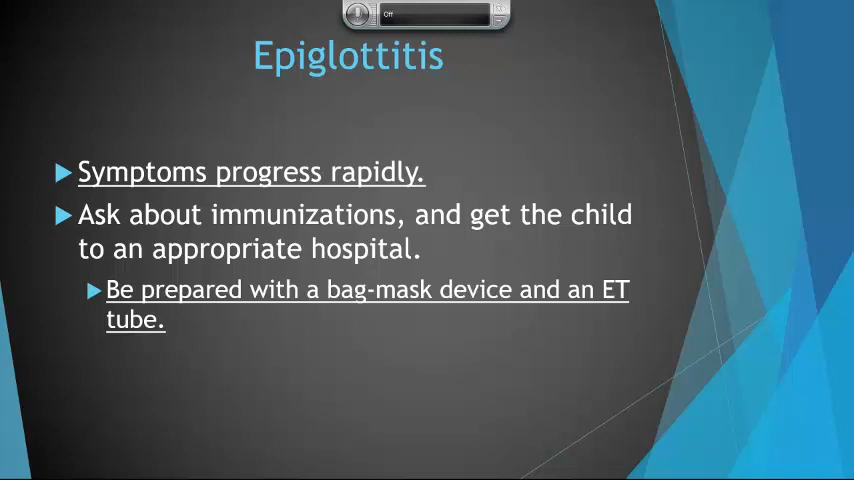 Off
Epiglottitis
Symptoms progress rapidly.
Ask about immunizations, and get the child
to an appropriate hospital.
Be prepared with a bag-mask device and an ET
tube.